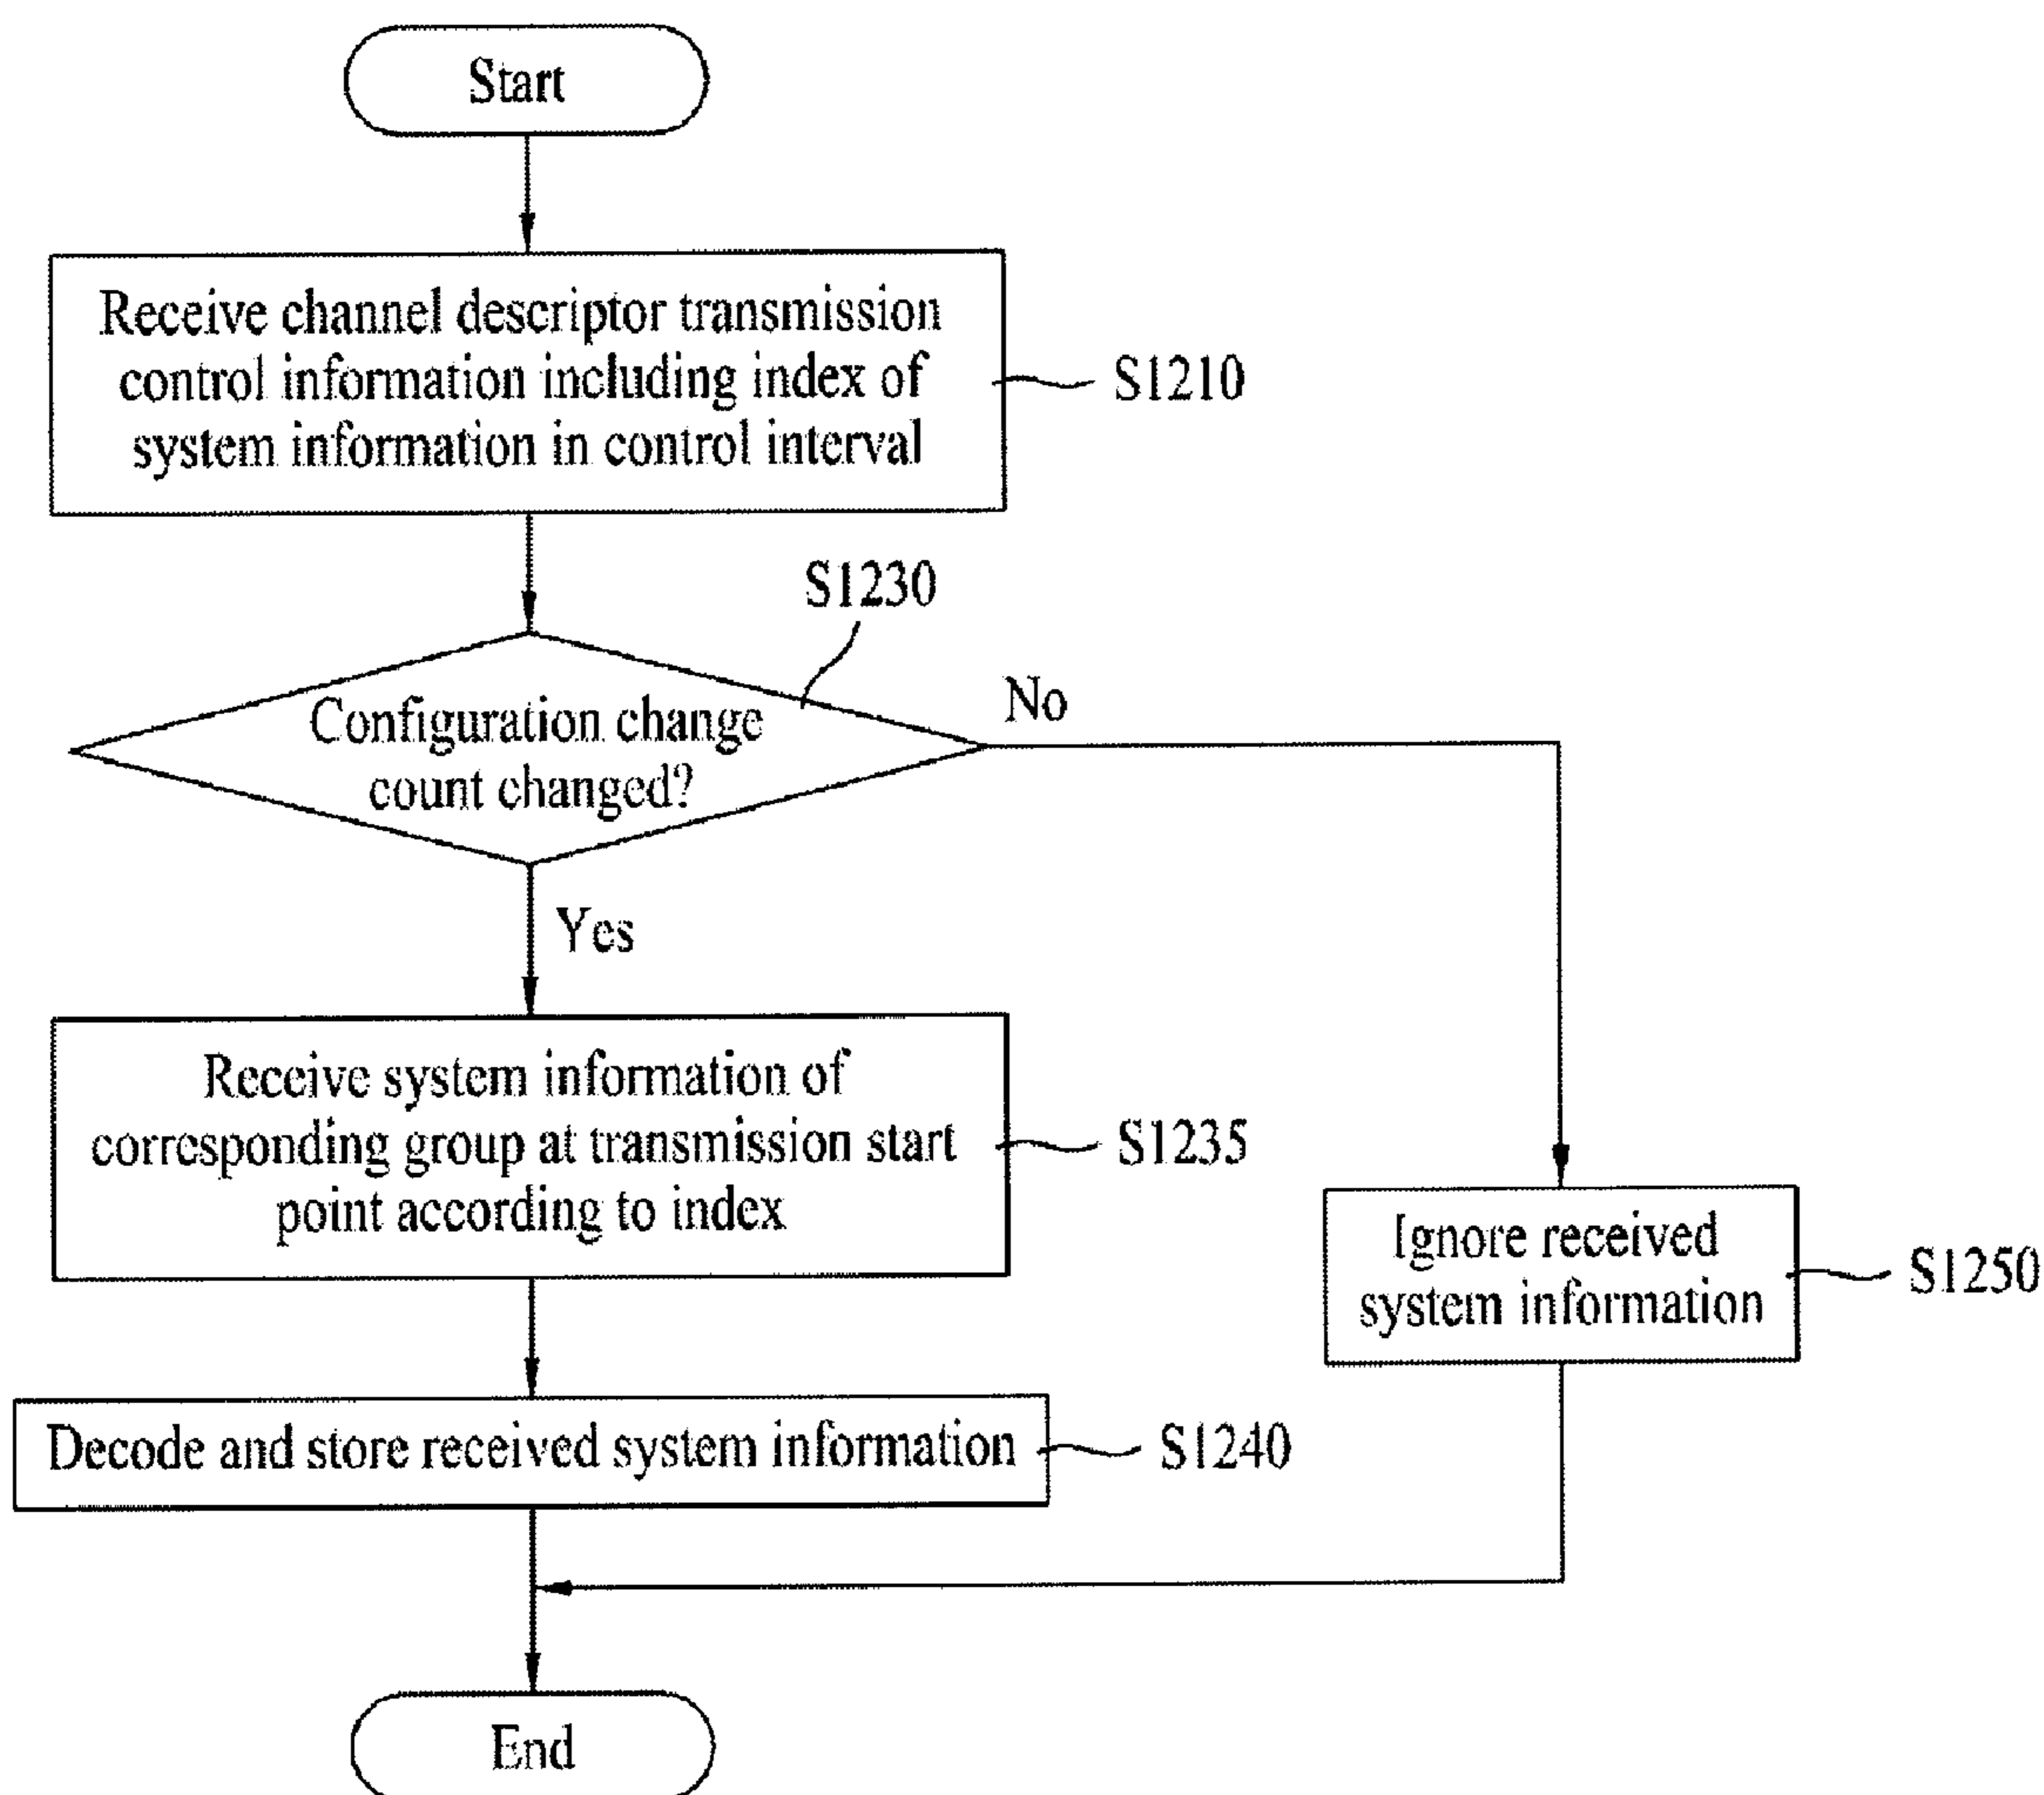 Start
Receive channel descriptor transmission
control information including index of
system information in control interval
S1210
S1230
Configuration change
count changed?
No
Yes
Receive system information of
corresponding group at transmission start
point according to index
S1235
Ignore received
system information
S1250
Decode and store received system information
S1240
End